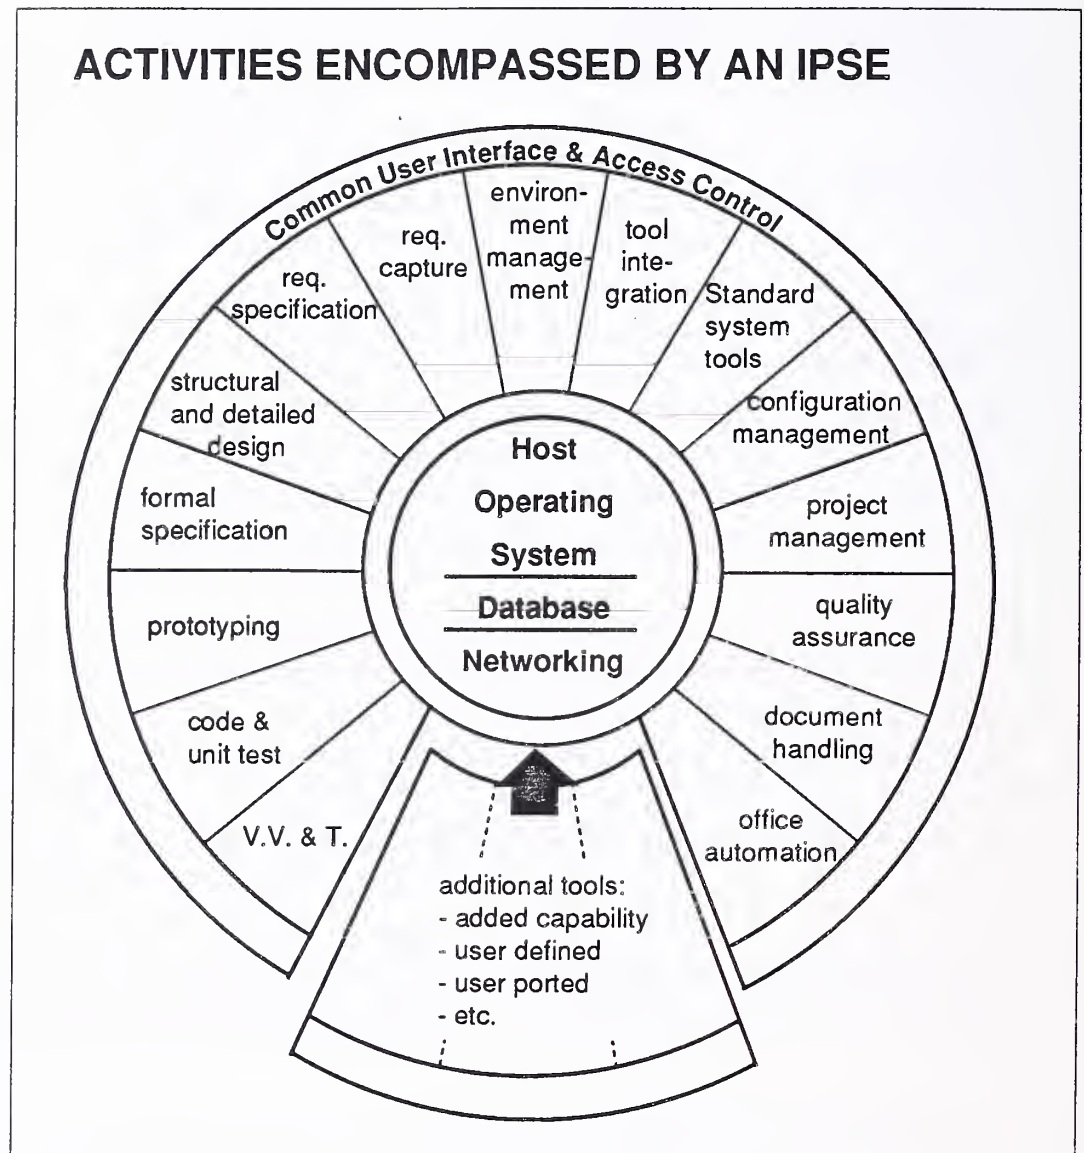 ACTIVITIES ENCOMPASSED BY AN IPSE
Common User Interface & Access Control
environ-
ment
manage-
ment
tool
inte-
gration
Standard
system
tools
configuration
management
project
management
quality
assurance
document
handling
office
automation
additional tools:
- added capability
- user defined
- user ported
- etc.
V.V. & T.
code &
unit test
prototyping
formal
specification
structural
and detailed
design
req.
specification
req.
capture
Host
Operating
System
Database
Networking